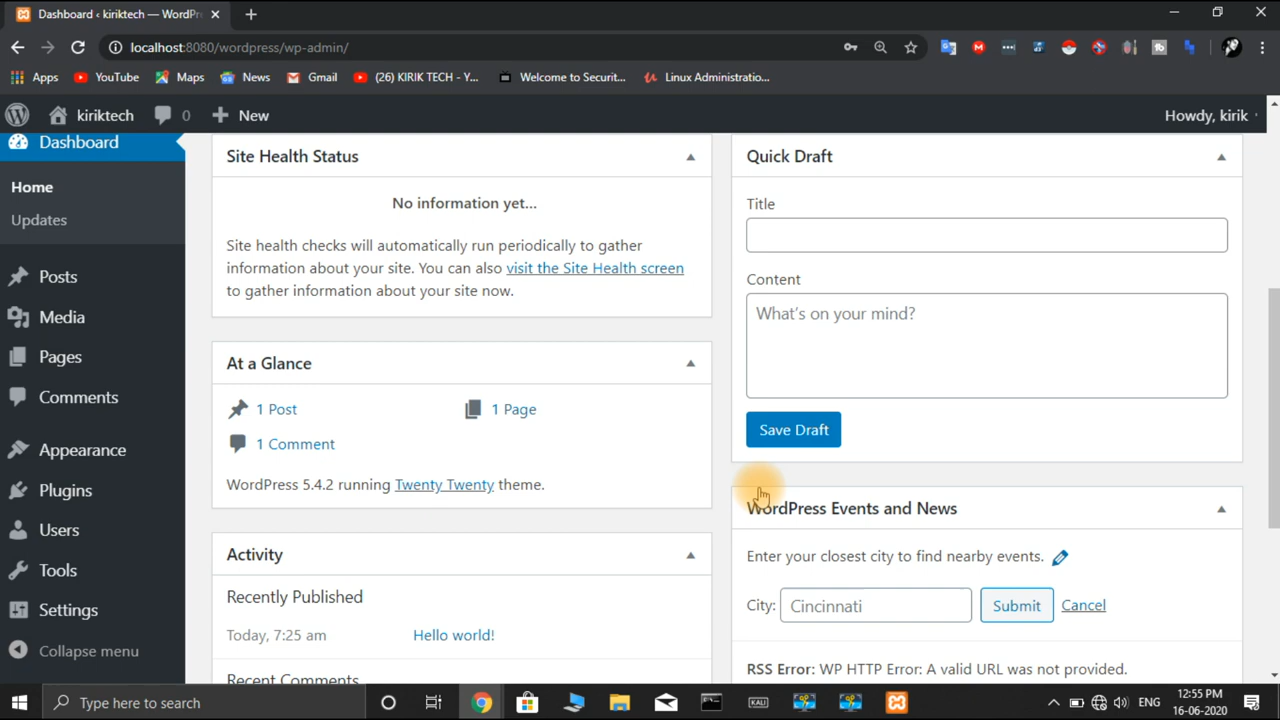 Dashboard ‹ kiriktech — WordPr
localhost:8080/wordpress/wp-admin/
Apps YouTube Maps News Gmail (26) KIRIK TECH - Y... Welcome to Securit... Linux Administratio...
kiriktech 0 New Howdy, kirik
Dashboard
Home
Updates
Posts
Media
Pages
Comments
Appearance
Plugins
Users
Tools
Settings
Collapse menu
Site Health Status
No information yet...
Site health checks will automatically run periodically to gather
information about your site. You can also visit the Site Health screen
to gather information about your site now.
At a Glance
1 Post 1 Page
1 Comment
WordPress 5.4.2 running Twenty Twenty theme.
Activity
Recently Published
Today, 7:25 am Hello world!
Recent Comments
Quick Draft
Title
Content
What's on your mind?
Save Draft
WordPress Events and News
Enter your closest city to find nearby events.
City: Cincinnati Submit Cancel
RSS Error: WP HTTP Error: A valid URL was not provided.
Type here to search
KALI
ENG
12:55 PM
16-06-2020